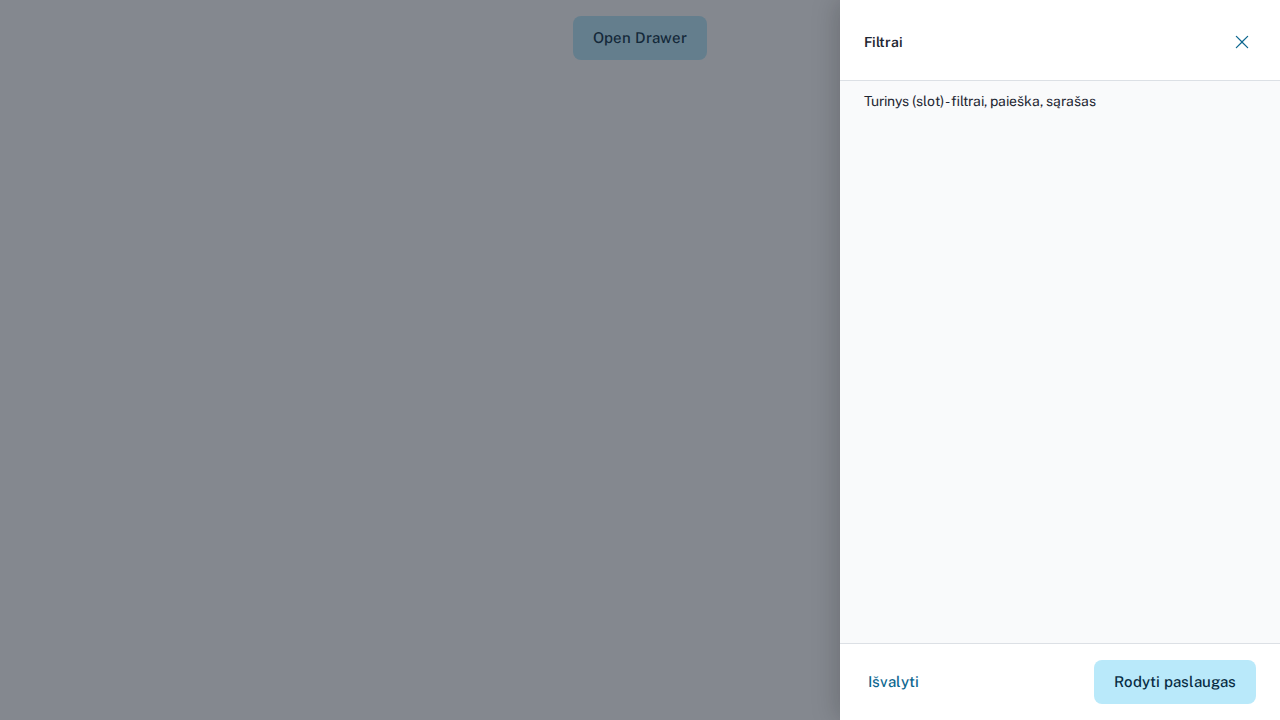 Open Drawer
Filtrai
Turinys (slot) - filtrai, paieška, sąrašas
Išvalyti
Rodyti paslaugas